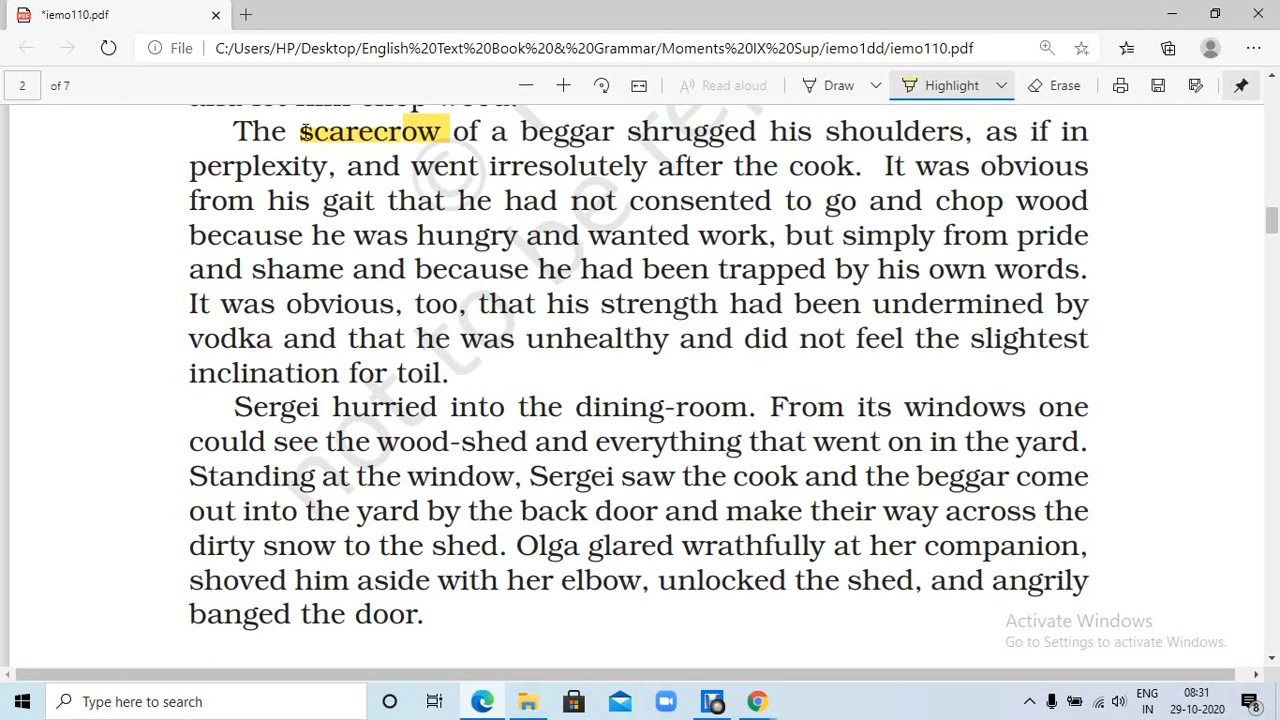 *iemo110.pdf
File C:/Users/HP/Desktop/English%20Text%20Book%20&%20Grammar/Moments%20IX%20Sup/iemo1dd/iemo110.pdf
2 of 7 Read aloud Draw Highlight Erase
and let him chop wood.
The scarecrow of a beggar shrugged his shoulders, as if in
perplexity, and went irresolutely after the cook. It was obvious
from his gait that he had not consented to go and chop wood
because he was hungry and wanted work, but simply from pride
and shame and because he had been trapped by his own words.
It was obvious, too, that his strength had been undermined by
vodka and that he was unhealthy and did not feel the slightest
inclination for toil.
Sergei hurried into the dining-room. From its windows one
could see the wood-shed and everything that went on in the yard.
Standing at the window, Sergei saw the cook and the beggar come
out into the yard by the back door and make their way across the
dirty snow to the shed. Olga glared wrathfully at her companion,
shoved him aside with her elbow, unlocked the shed, and angrily
banged the door.
©
not to be re
Activate Windows
Go to Settings to activate Windows.
Type here to search
ENG
IN
08:31
29-10-2020
8